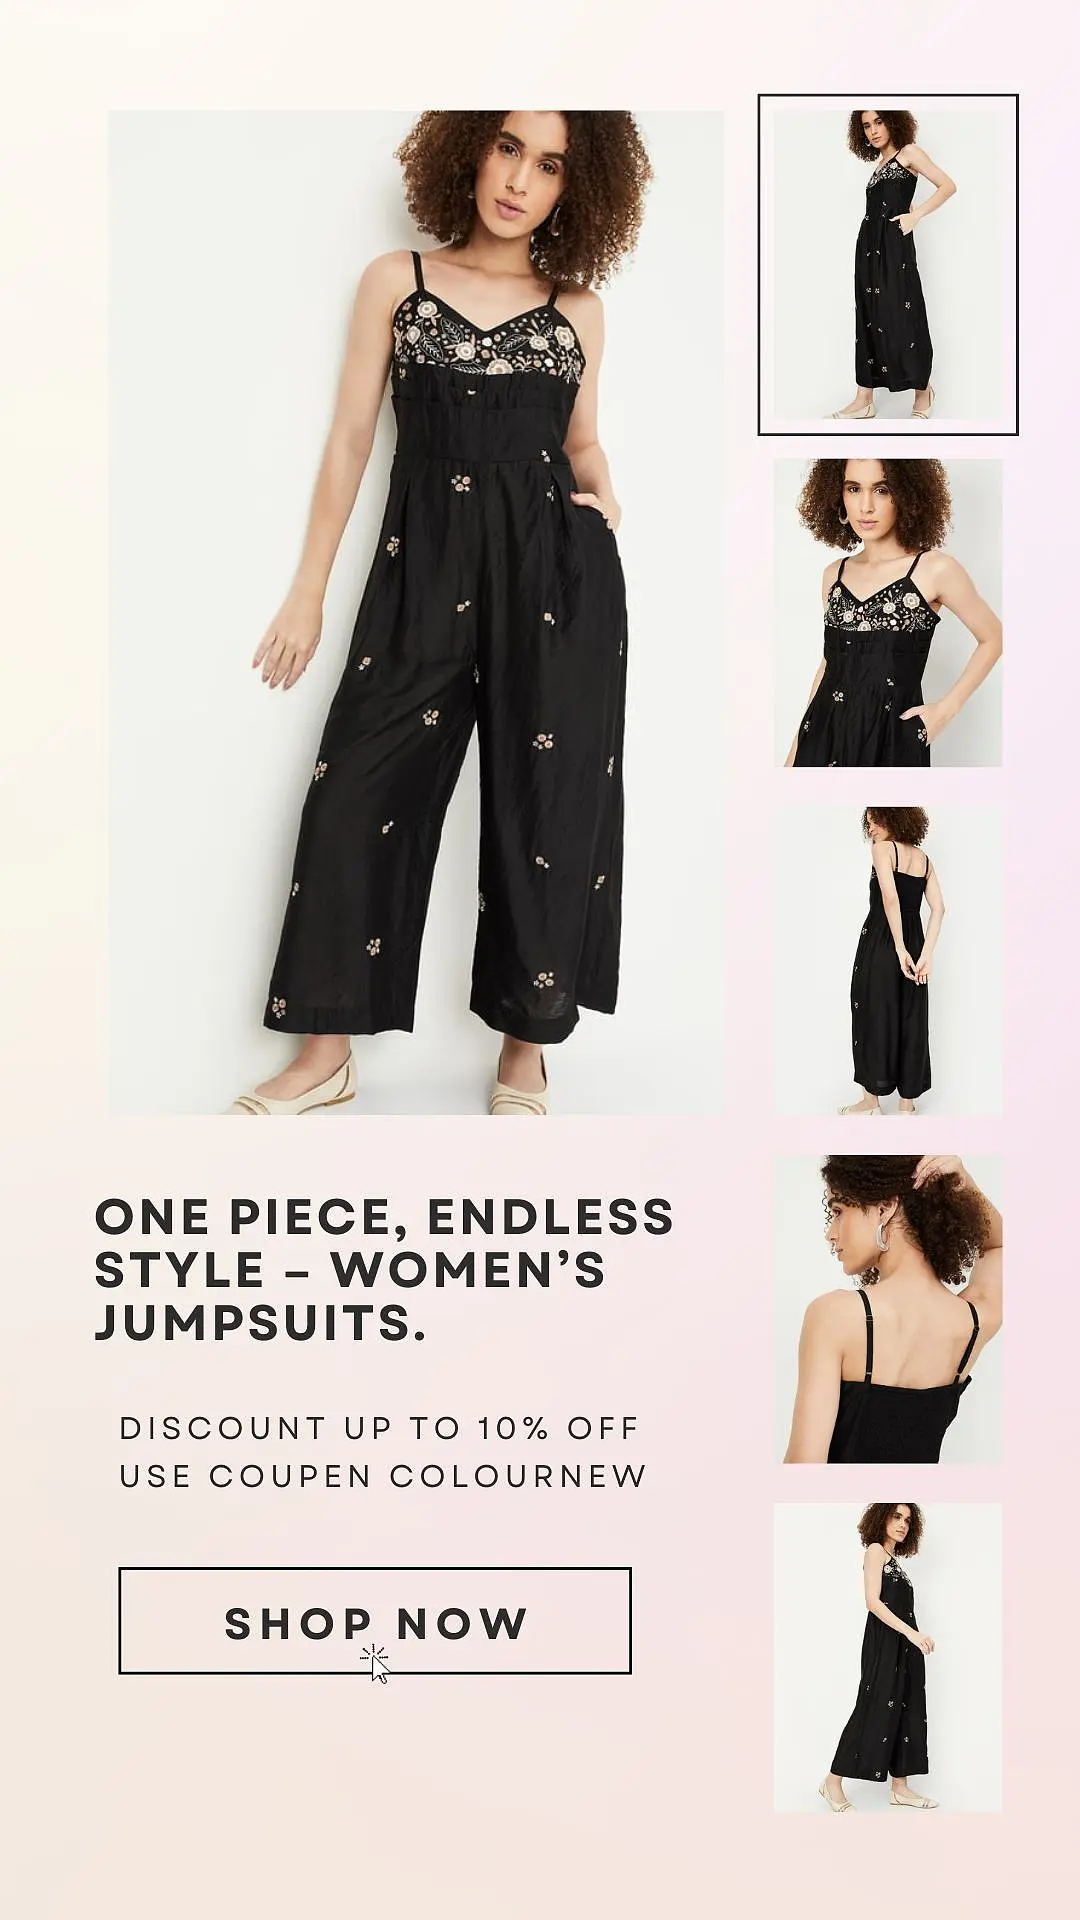 ONE PIECE, ENDLESS
STYLE – WOMEN’S
JUMPSUITS.
DISCOUNT UP TO 10% OFF
USE COUPEN COLOURNEW
SHOP NOW